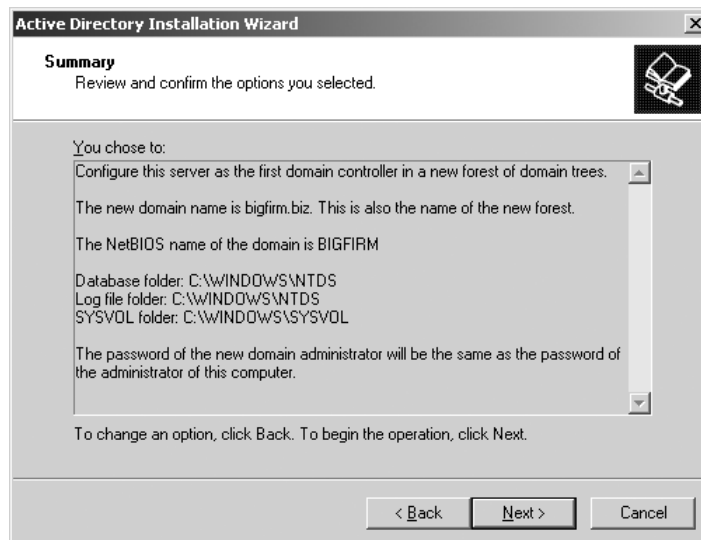 Active Directory Installation Wizard
Summary
Review and confirm the options you selected.
You chose to:
Configure this server as the first domain controller in a new forest of domain trees.
The new domain name is bigfirm.biz. This is also the name of the new forest.
The NetBIOS name of the domain is BIGFIRM
Database folder: C:\WINDOWS\NTDS
Log file folder: C:\WINDOWS\NTDS
SYSVOL folder: C:\WINDOWS\SYSVOL
The password of the new domain administrator will be the same as the password of
the administrator of this computer.
To change an option, click Back. To begin the operation, click Next.
< Back Next > Cancel